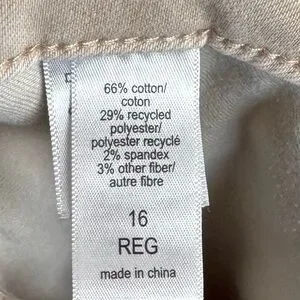 66% cotton/
coton
29% recycled
polyester/
polyester recyclé
2% spandex
3% other fiber/
autre fibre
16
REG
made in china